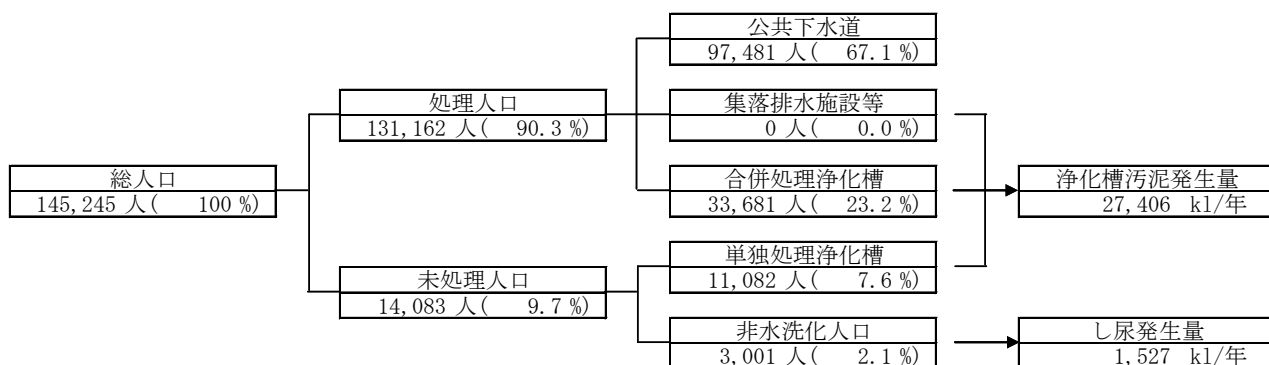 公共下水道
97,481 人( 67.1 %)
処理人口
131,162 人( 90.3 %)
集落排水施設等
0 人( 0.0 %)
総人口
145,245 人( 100 %)
合併処理浄化槽
33,681 人( 23.2 %)
浄化槽汚泥発生量
27,406 kl/年
未処理人口
14,083 人( 9.7 %)
単独処理浄化槽
11,082 人( 7.6 %)
非水洗化人口
3,001 人( 2.1 %)
し尿発生量
1,527 kl/年